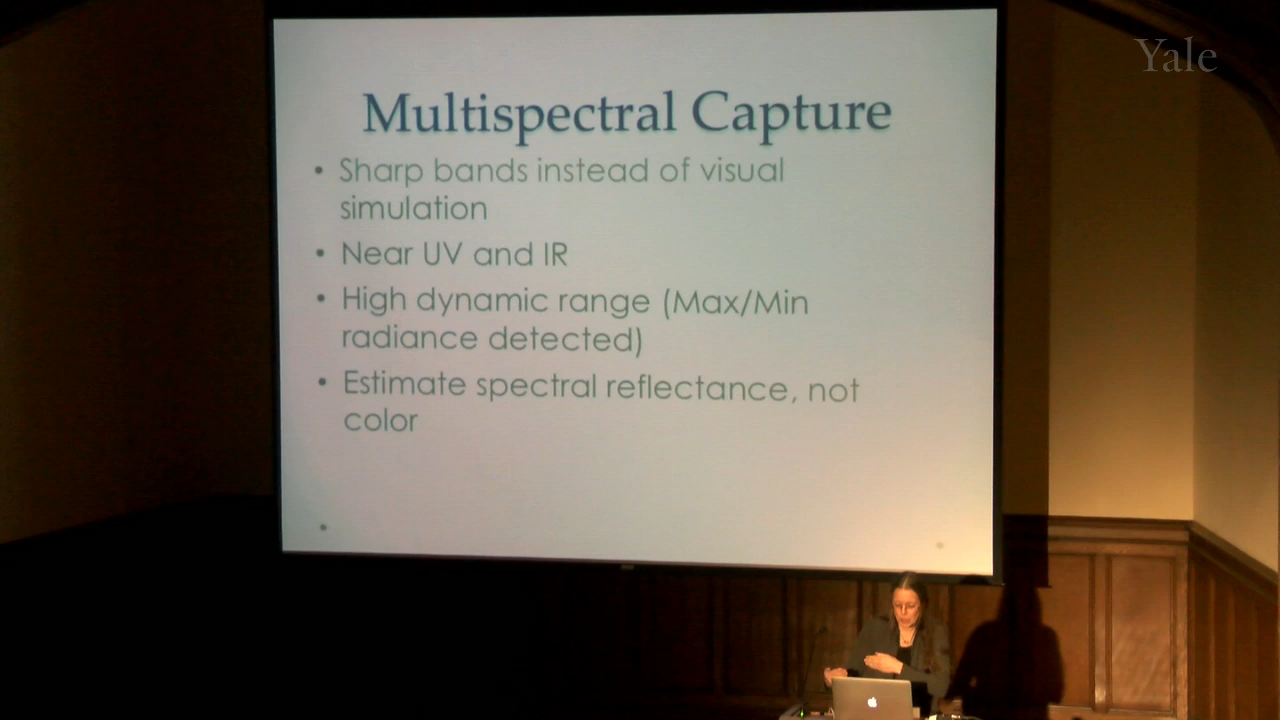 Yale
Multispectral Capture
• Sharp bands instead of visual
simulation
• Near UV and IR
• High dynamic range (Max/Min
radiance detected)
• Estimate spectral reflectance, not
color